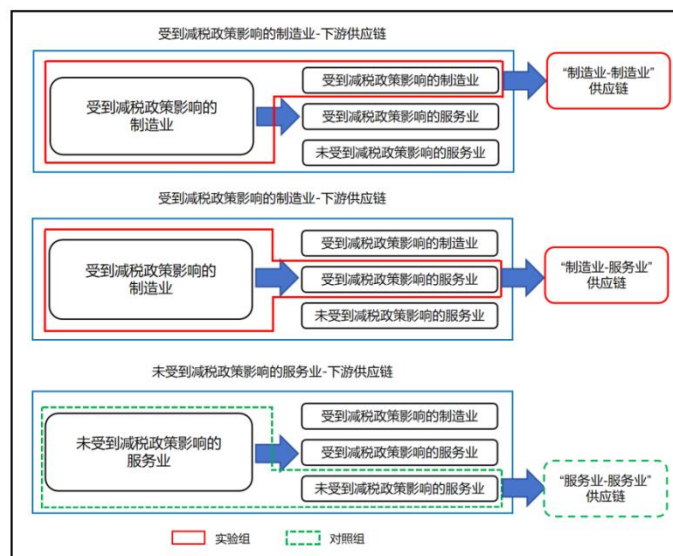 受到减税政策影响的制造业-下游供应链
受到减税政策影响的
制造业
受到减税政策影响的制造业
受到减税政策影响的服务业
未受到减税政策影响的服务业
“制造业-制造业”
供应链
受到减税政策影响的制造业-下游供应链
受到减税政策影响的
制造业
受到减税政策影响的制造业
受到减税政策影响的服务业
未受到减税政策影响的服务业
“制造业-服务业”
供应链
未受到减税政策影响的服务业-下游供应链
未受到减税政策影响的
服务业
受到减税政策影响的制造业
受到减税政策影响的服务业
未受到减税政策影响的服务业
“服务业-服务业”
供应链
实验组
对照组